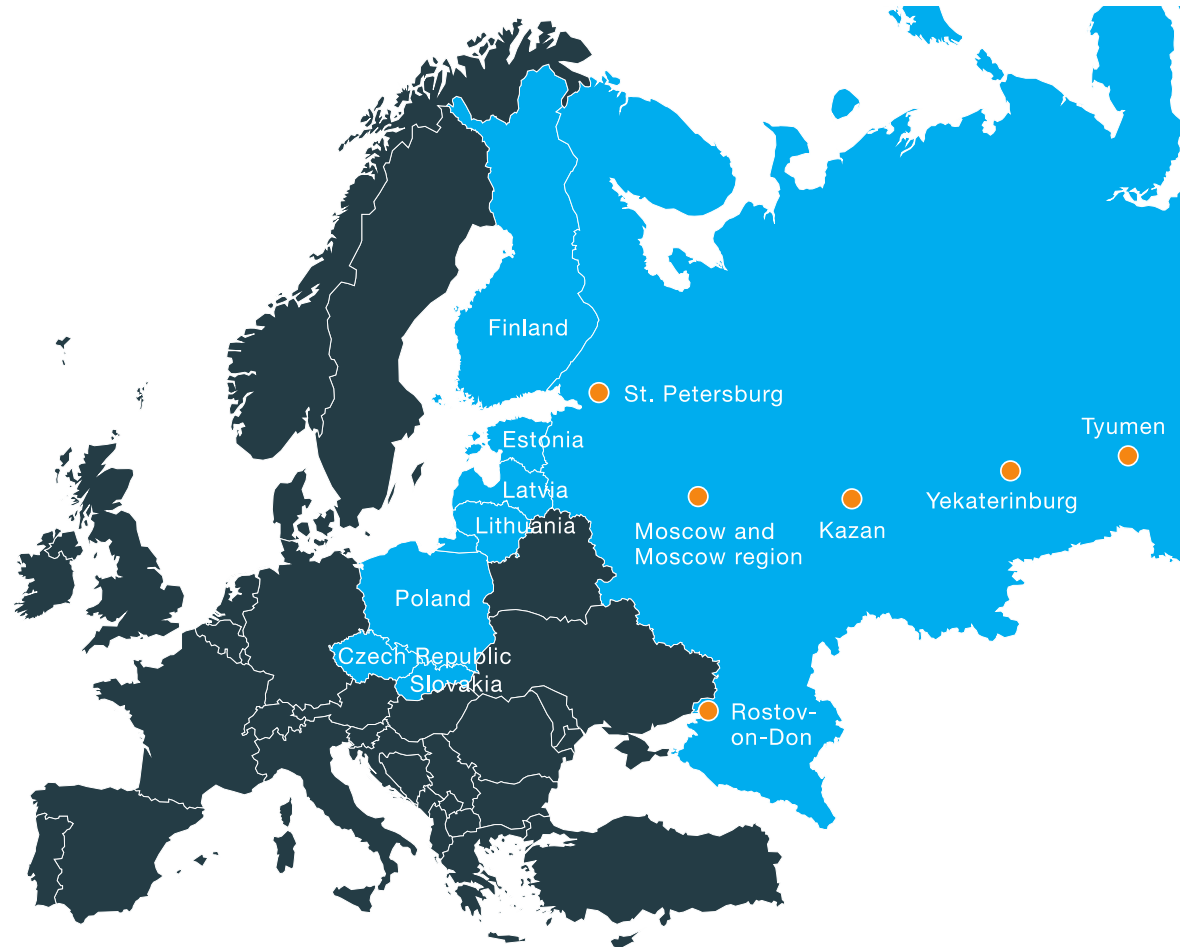 Finland
St. Petersburg
Estonia
Tyumen
Latvia
Yekaterinburg
Lithuania
Moscow and
Moscow region
Kazan
Poland
Czech Republic
Slovakia
Rostov-
on-Don